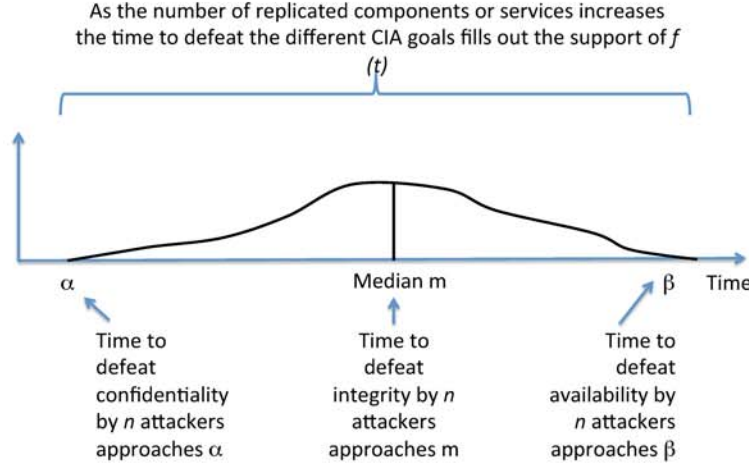 As the number of replicated components or services increases
the time to defeat the different CIA goals fills out the support of f
(t)
α
Median m
β
Time
Time to
defeat
confidentiality
by n attackers
approaches α
Time to
defeat
integrity by n
attackers
approaches m
Time to
defeat
availability by
n attackers
approaches β